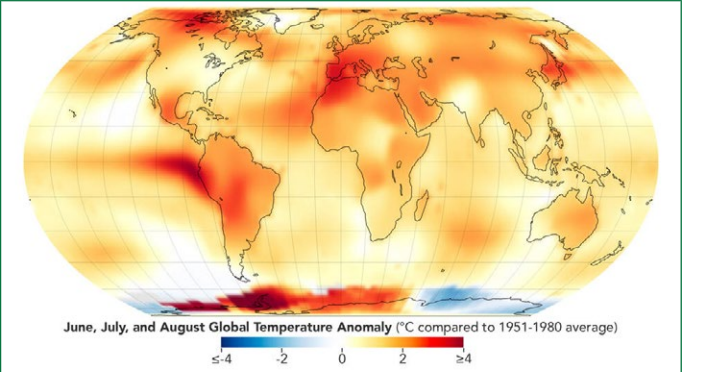 June, July, and August Global Temperature Anomaly (°C compared to 1951-1980 average)
≤-4 -2 0 2 ≥4